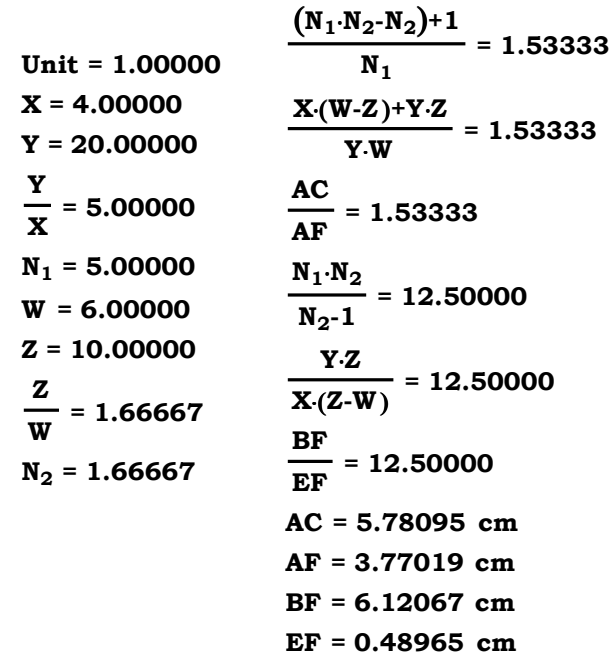 Unit = 1.00000
X = 4.00000
Y = 20.00000
Y/X = 5.00000
N₁ = 5.00000
W = 6.00000
Z = 10.00000
Z/W = 1.66667
N₂ = 1.66667
((N₁·N₂-N₂)+1)/N₁ = 1.53333
(X·(W-Z)+Y·Z)/(Y·W) = 1.53333
AC/AF = 1.53333
(N₁·N₂)/(N₂-1) = 12.50000
(Y·Z)/(X·(Z-W)) = 12.50000
BF/EF = 12.50000
AC = 5.78095 cm
AF = 3.77019 cm
BF = 6.12067 cm
EF = 0.48965 cm